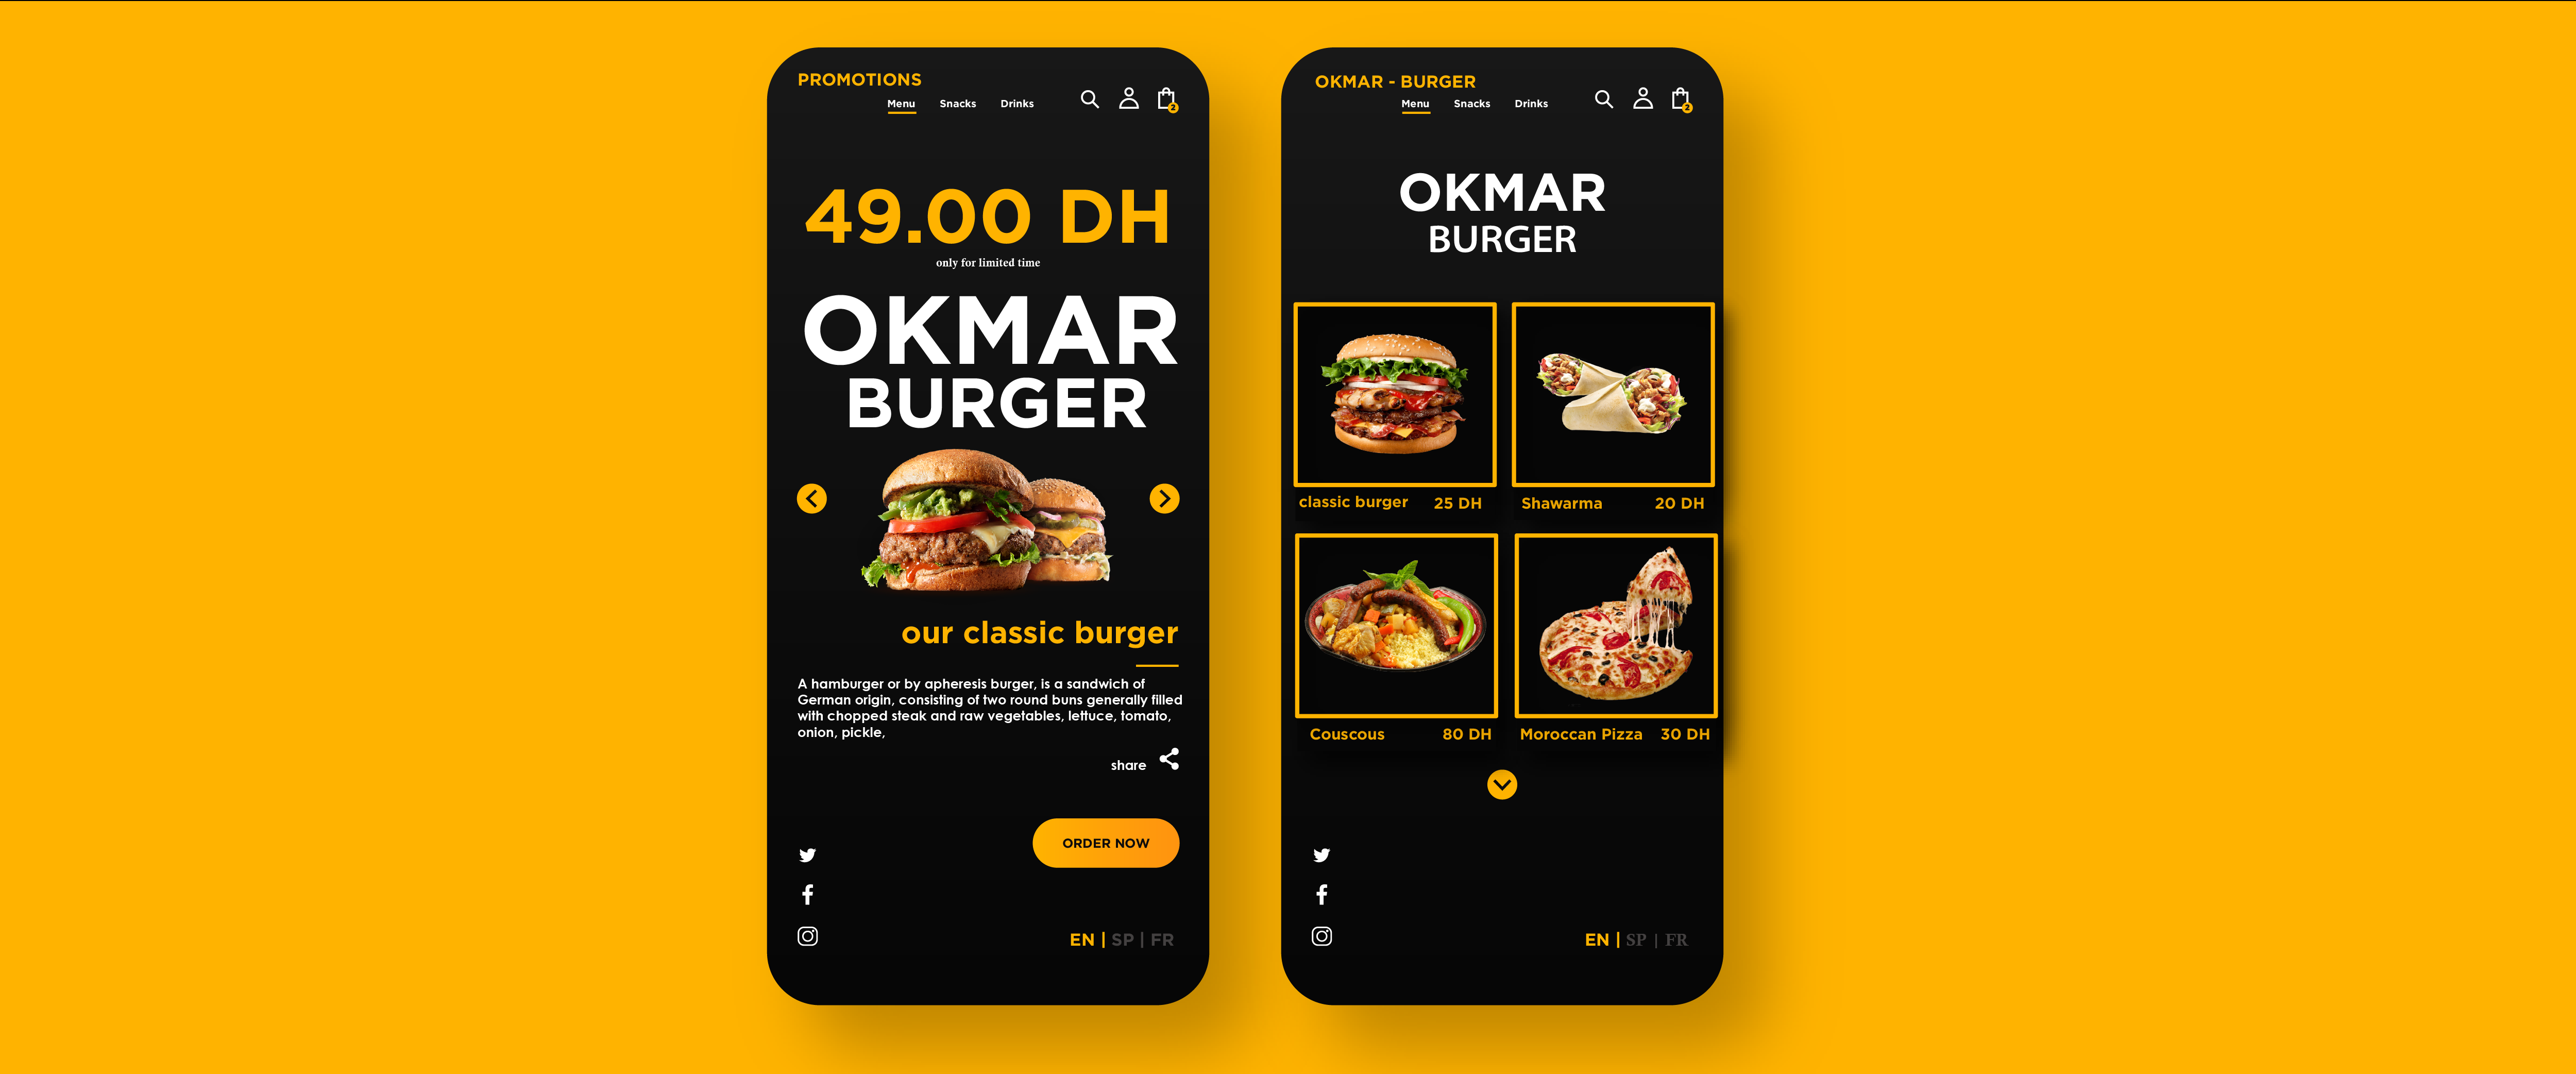 PROMOTIONS
Menu Snacks Drinks
2
49.00 DH
only for limited time
OKMAR
BURGER
our classic burger
A hamburger or by apheresis burger, is a sandwich of
German origin, consisting of two round buns generally filled
with chopped steak and raw vegetables, lettuce, tomato,
onion, pickle,
share
ORDER NOW
EN | SP | FR
OKMAR - BURGER
Menu Snacks Drinks
2
OKMAR
BURGER
classic burger 25 DH
Shawarma 20 DH
Couscous 80 DH
Moroccan Pizza 30 DH
EN | SP | FR